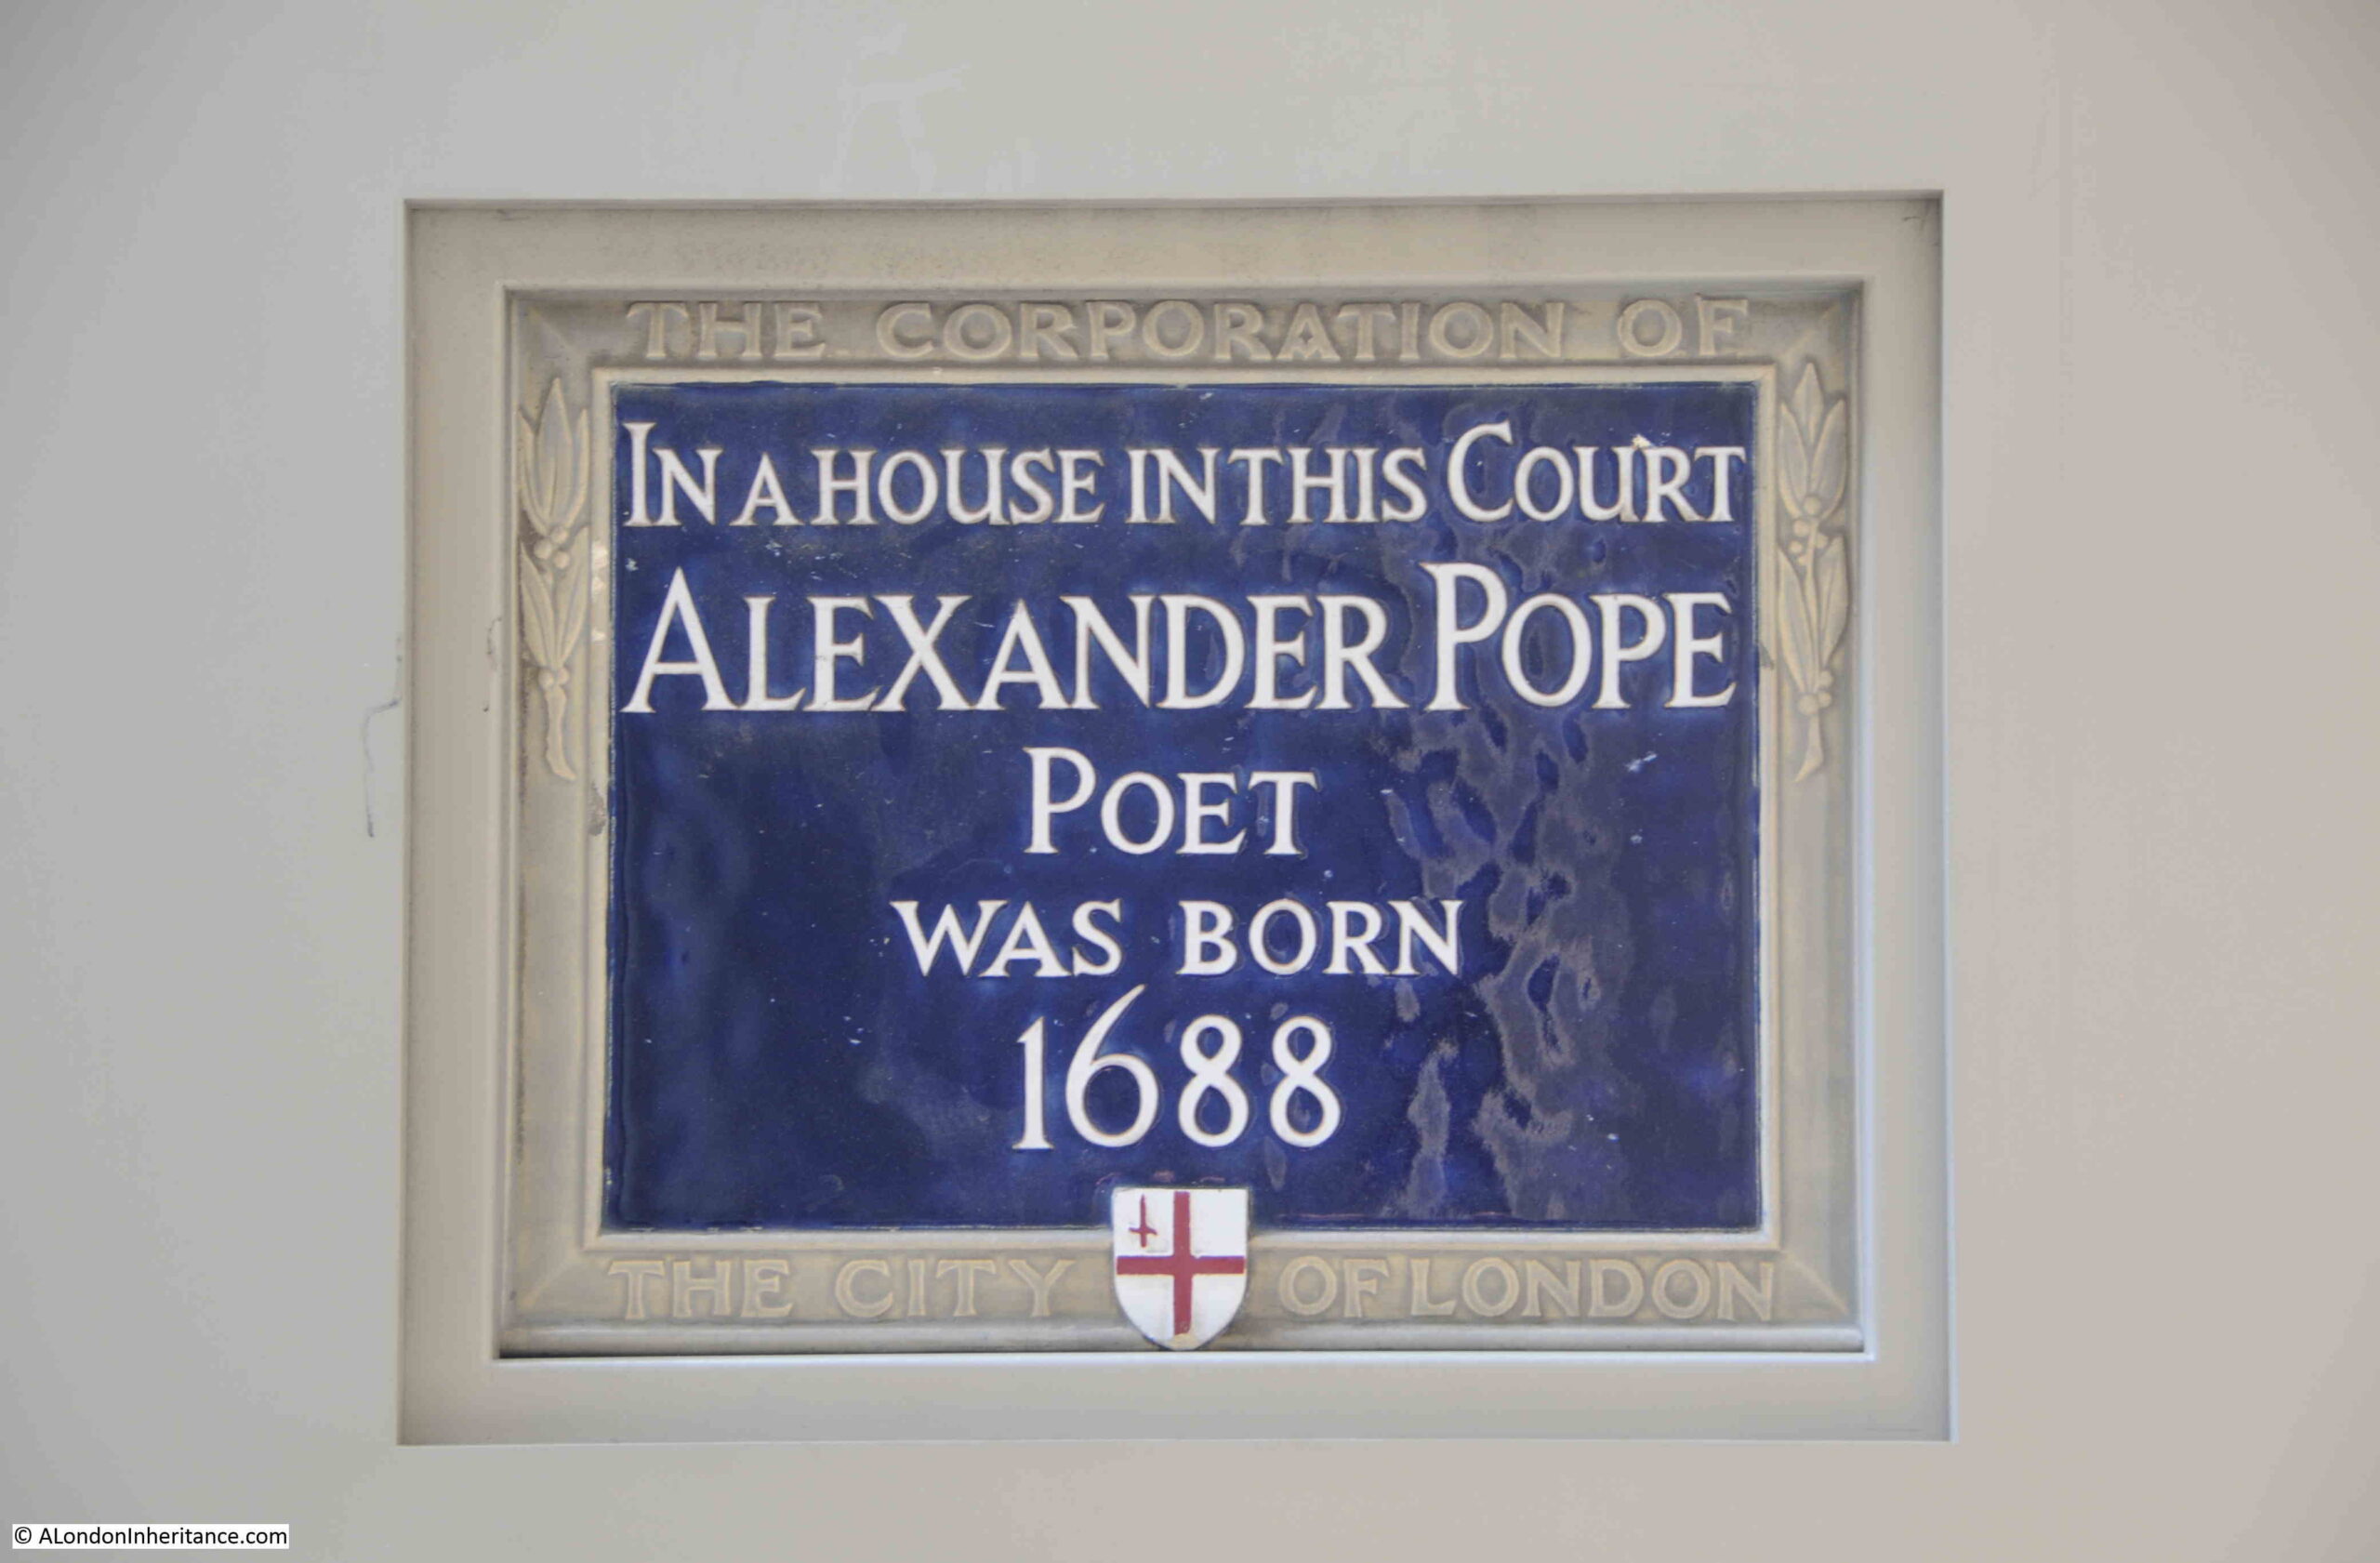 THE CORPORATION OF
IN A HOUSE IN THIS COURT
ALEXANDER POPE
POET
WAS BORN
1688
THE CITY OF LONDON
© ALondonInheritance.com